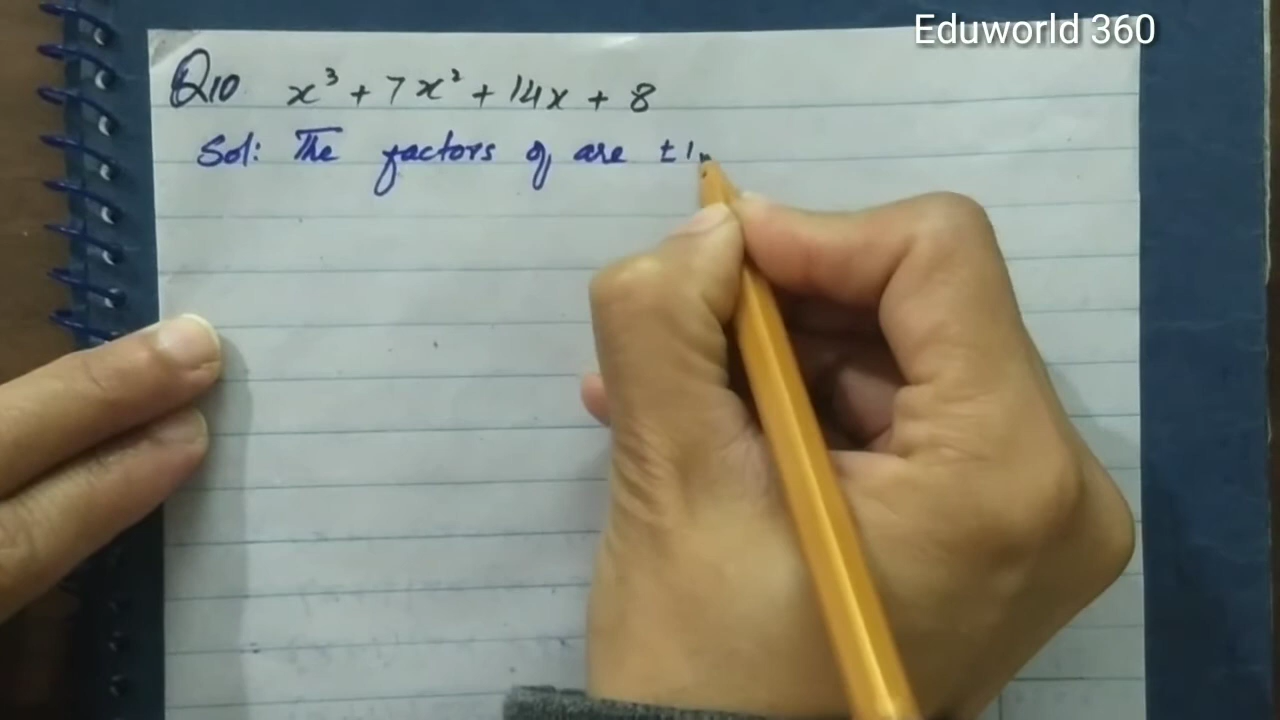 Eduworld 360
Q10 x³ + 7x² + 14x + 8
Sol: The factors of are ±1,